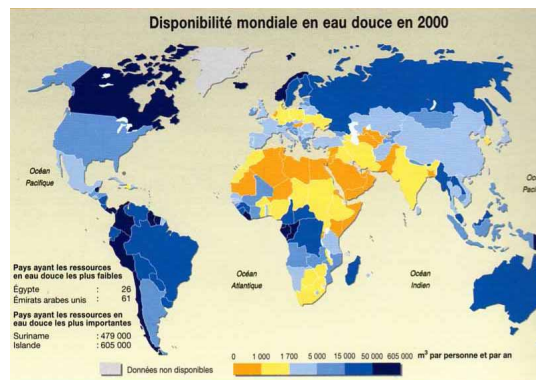 Disponibilité mondiale en eau douce en 2000
Océan
Pacifique
Océan
Atlantique
Océan
Indien
Pays ayant les ressources
en eau douce les plus faibles
Égypte : 26
Émirats arabes unis : 61
Pays ayant les ressources en
eau douce les plus importantes
Suriname : 479 000
Islande : 605 000
Données non disponibles
0 1 000 1 700 5 000 15 000 50 000 605 000 m³ par personne et par an